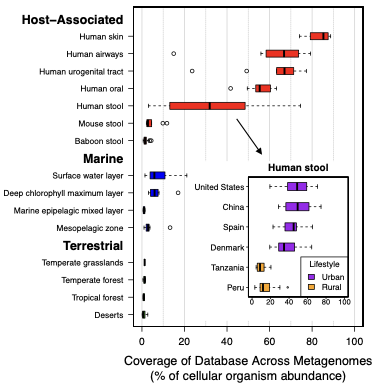 Host-Associated
Human skin
Human airways
Human urogenital tract
Human oral
Human stool
Mouse stool
Baboon stool
Marine
Surface water layer
Deep chlorophyll maximum layer
Marine epipelagic mixed layer
Mesopelagic zone
Terrestrial
Temperate grasslands
Temperate forest
Tropical forest
Deserts
Human stool
United States
China
Spain
Denmark
Tanzania
Peru
Lifestyle
Urban
Rural
0 20 40 60 80 100
0 20 40 60 80 100
Coverage of Database Across Metagenomes
(% of cellular organism abundance)